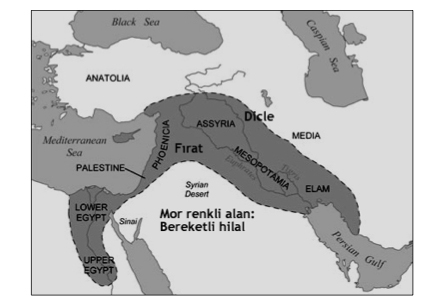 Black Sea
Caspian
Sea
ANATOLIA
ASSYRIA
Dicle
MEDIA
PHOENICIA
Mediterranean
Sea
Fırat
MESOPOTAMIA
Tigris
Euphrates
PALESTINE
ELAM
Syrian
Desert
LOWER
EGYPT
Sinai
Mor renkli alan:
Bereketli hilal
UPPER
EGYPT
Persian Gulf